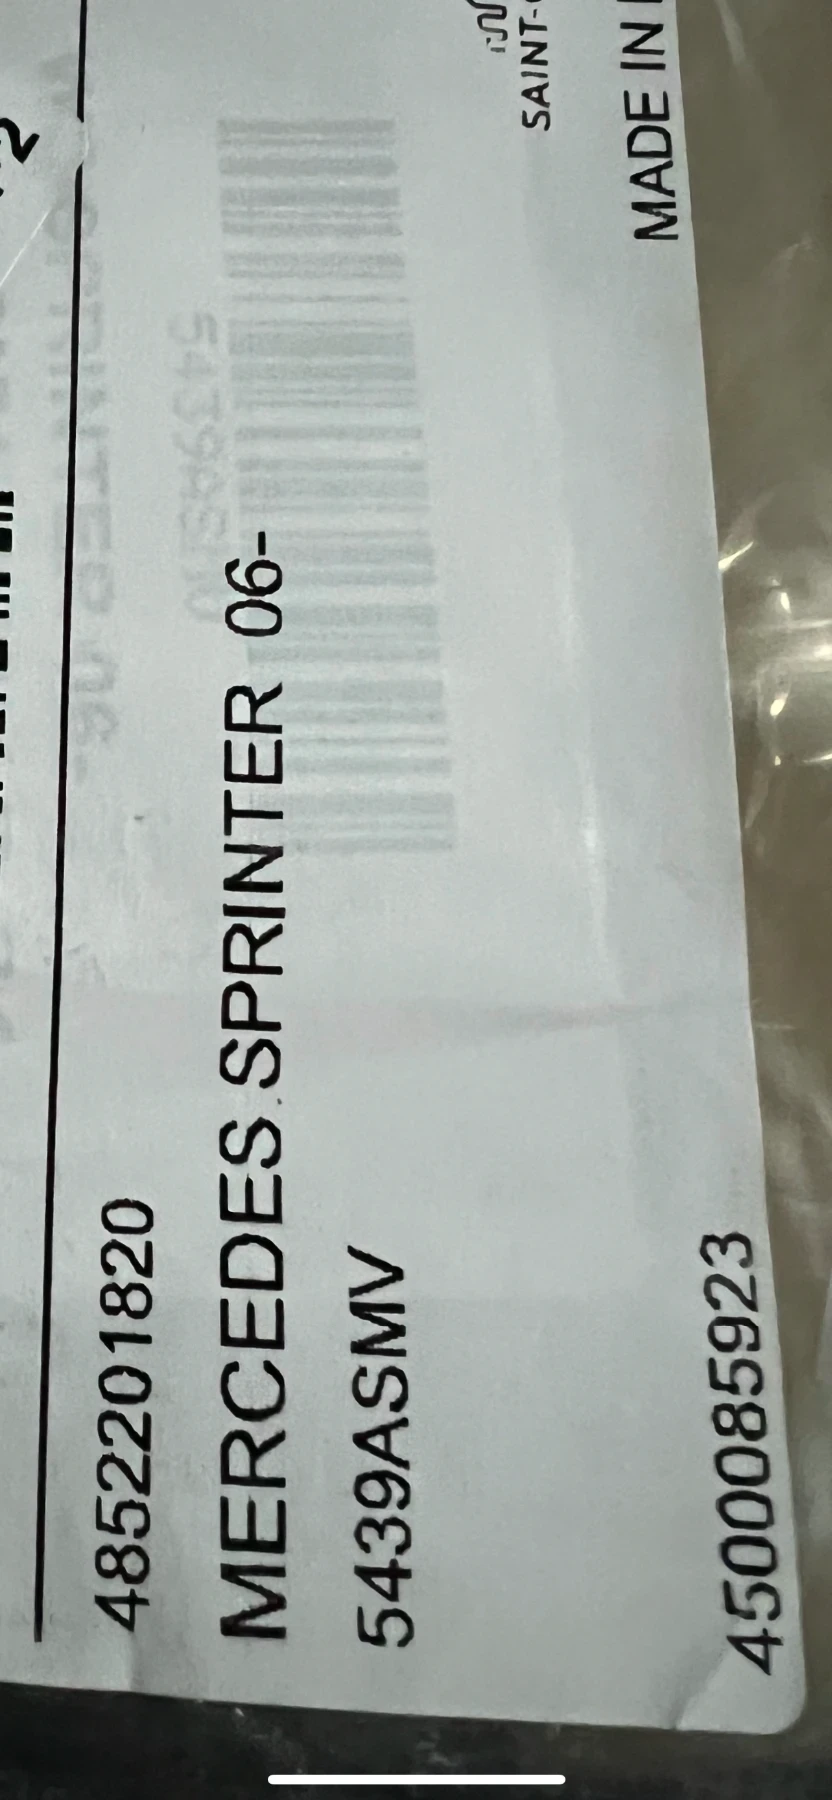 4852201820
MERCEDES.SPRINTER 06-
5439ASMV
SAINT-
4500085923
MADE IN